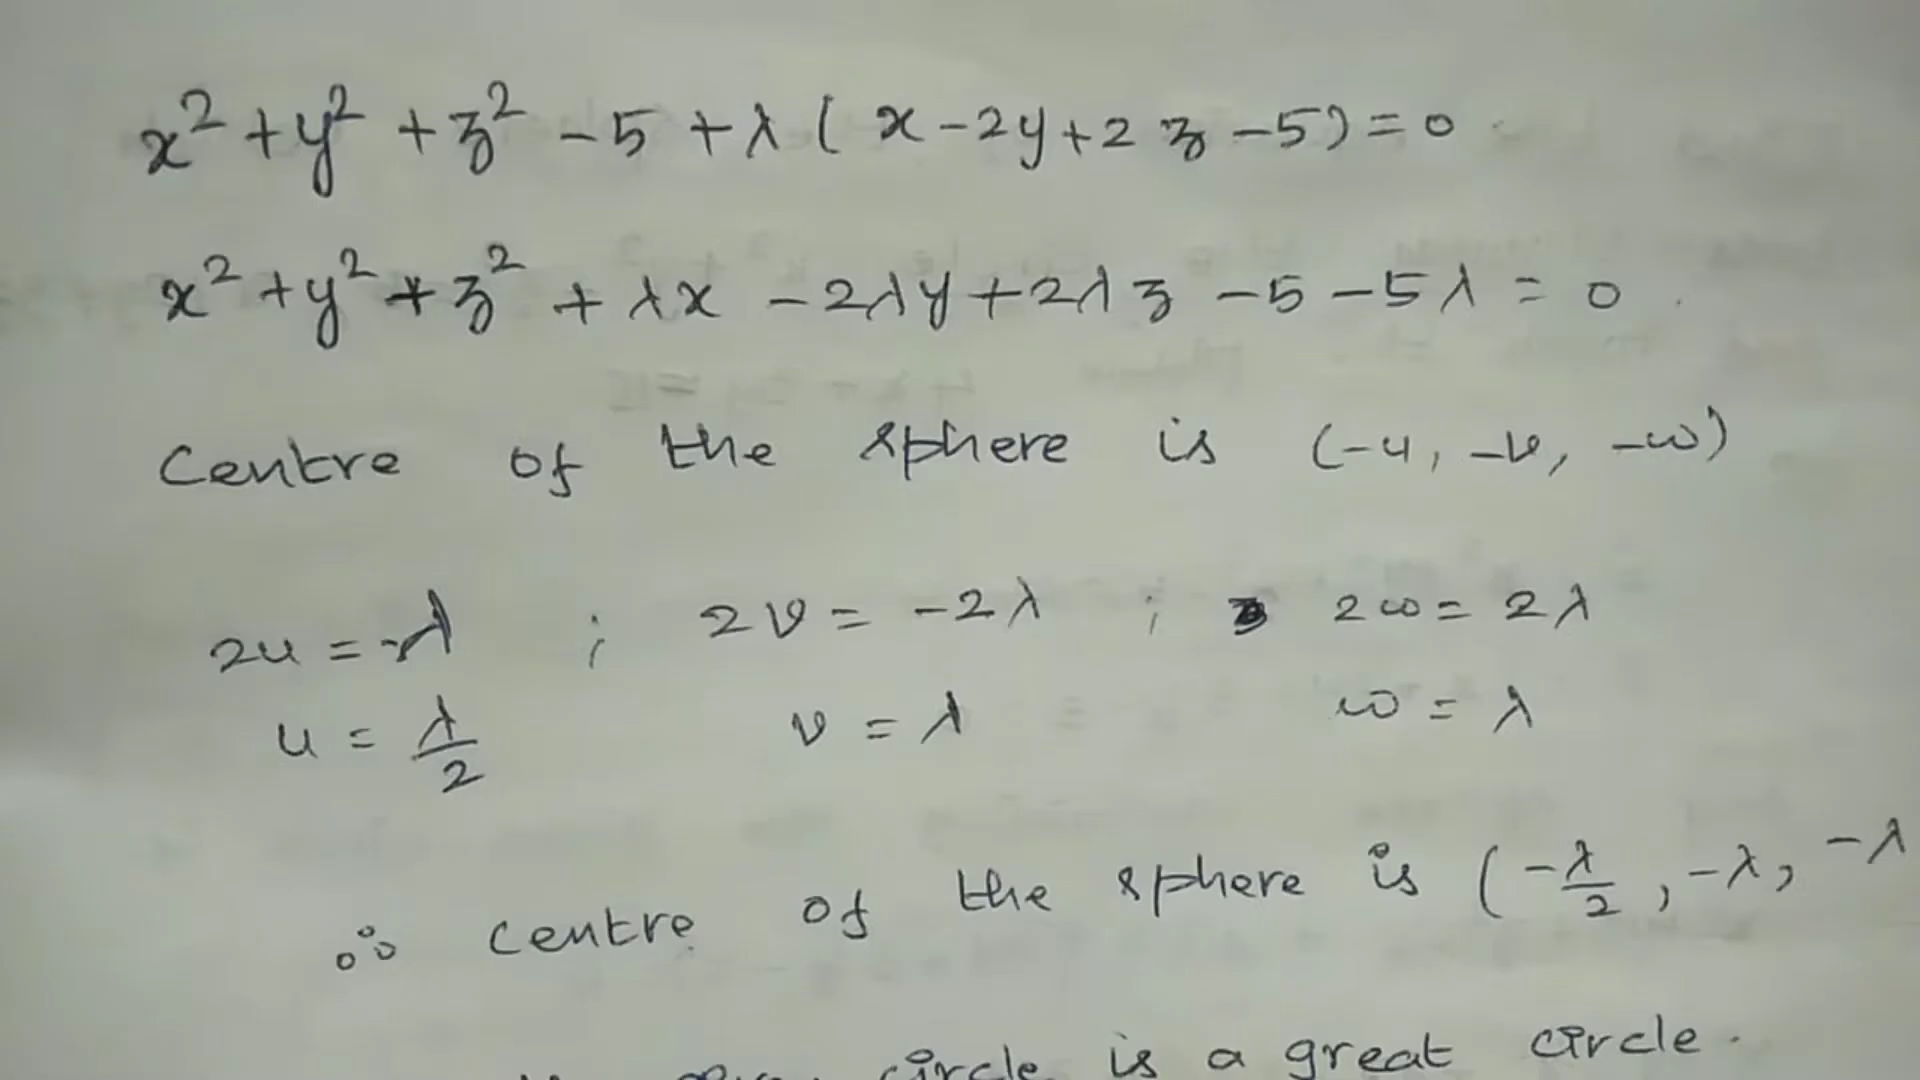 x² + y² + z² - 5 + λ ( x - 2y + 2z - 5) = 0
x² + y² + z² + λx - 2λy + 2λz - 5 - 5λ = 0
Centre of the sphere is (-u, -v, -w)
2u = -λ ; 2v = -2λ ; 2w = 2λ
u = λ/2 v = λ w = λ
∴ centre of the sphere is (-λ/2, -λ, -λ
circle is a great circle.